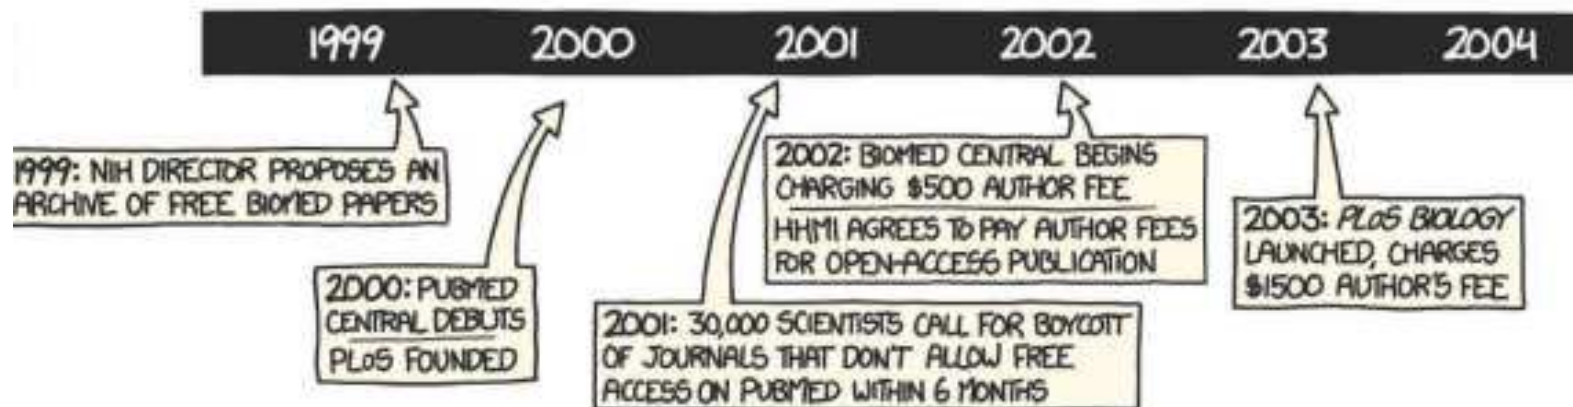 1999 2000 2001 2002 2003 2004
1999: NIH DIRECTOR PROPOSES AN
ARCHIVE OF FREE BIOMED PAPERS
2000: PUBMED
CENTRAL DEBUTS
PLoS FOUNDED
2001: 30,000 SCIENTISTS CALL FOR BOYCOTT
OF JOURNALS THAT DON'T ALLOW FREE
ACCESS ON PUBMED WITHIN 6 MONTHS
2002: BIOMED CENTRAL BEGINS
CHARGING $500 AUTHOR FEE
HHMI AGREES TO PAY AUTHOR FEES
FOR OPEN-ACCESS PUBLICATION
2003: PLoS BIOLOGY
LAUNCHED, CHARGES
$1500 AUTHOR'S FEE